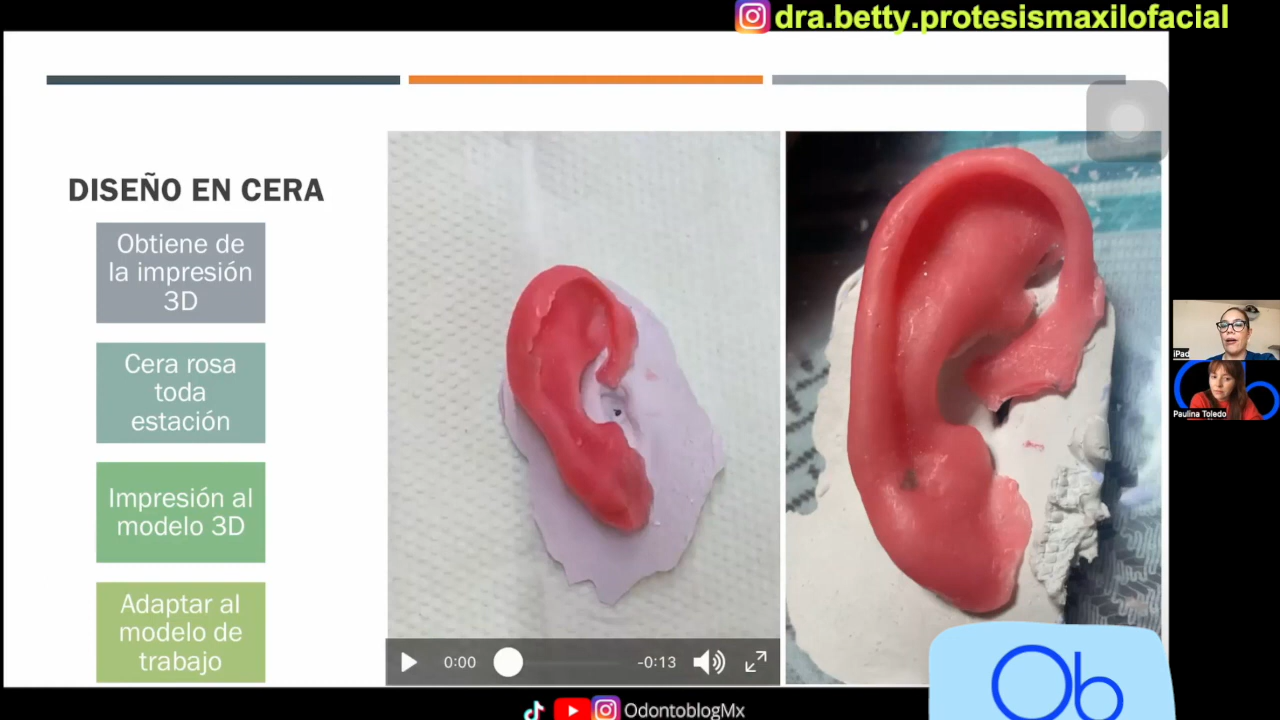 dra.betty.protesismaxilofacial
DISEÑO EN CERA
Obtiene de
la impresión
3D
Cera rosa
toda
estación
Impresión al
modelo 3D
Adaptar al
modelo de
trabajo
0:00
-0:13
iPad
Paulina Toledo
Ob
OdontoblogMx